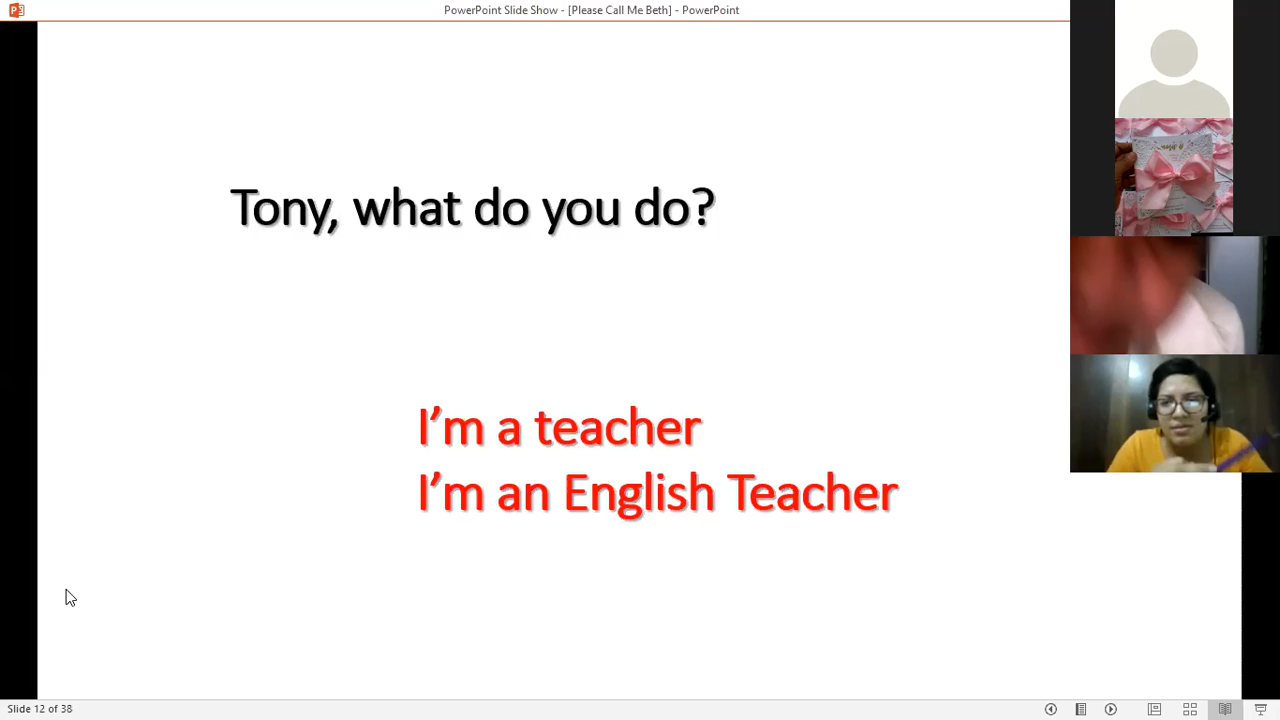 PowerPoint Slide Show - [Please Call Me Beth] - PowerPoint
Tony, what do you do?
I’m a teacher
I’m an English Teacher
Slide 12 of 38